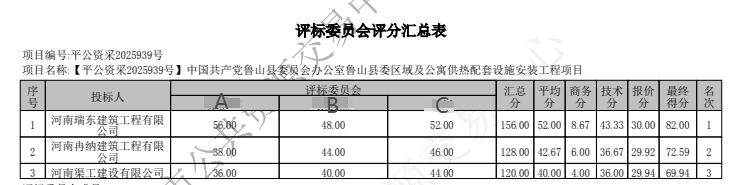 评标委员会评分汇总表
项目编号:平公资采2025939号
项目名称:【平公资采2025939号】中国共产党鲁山县委员会办公室鲁山县委区域及公寓供热配套设施安装工程项目
序号 投标人 评标委员会 汇总分 平均分 商务分 技术分 报价分 最终得分 名次
A B C
1 河南瑞东建筑工程有限公司 56.00 48.00 52.00 156.00 52.00 8.67 43.33 30.00 82.00 1
2 河南冉纳建筑工程有限公司 38.00 44.00 46.00 128.00 42.67 6.00 36.67 29.92 72.59 2
3 河南渠工建设有限公司 36.00 40.00 44.00 120.00 40.00 4.00 36.00 29.94 69.94 3